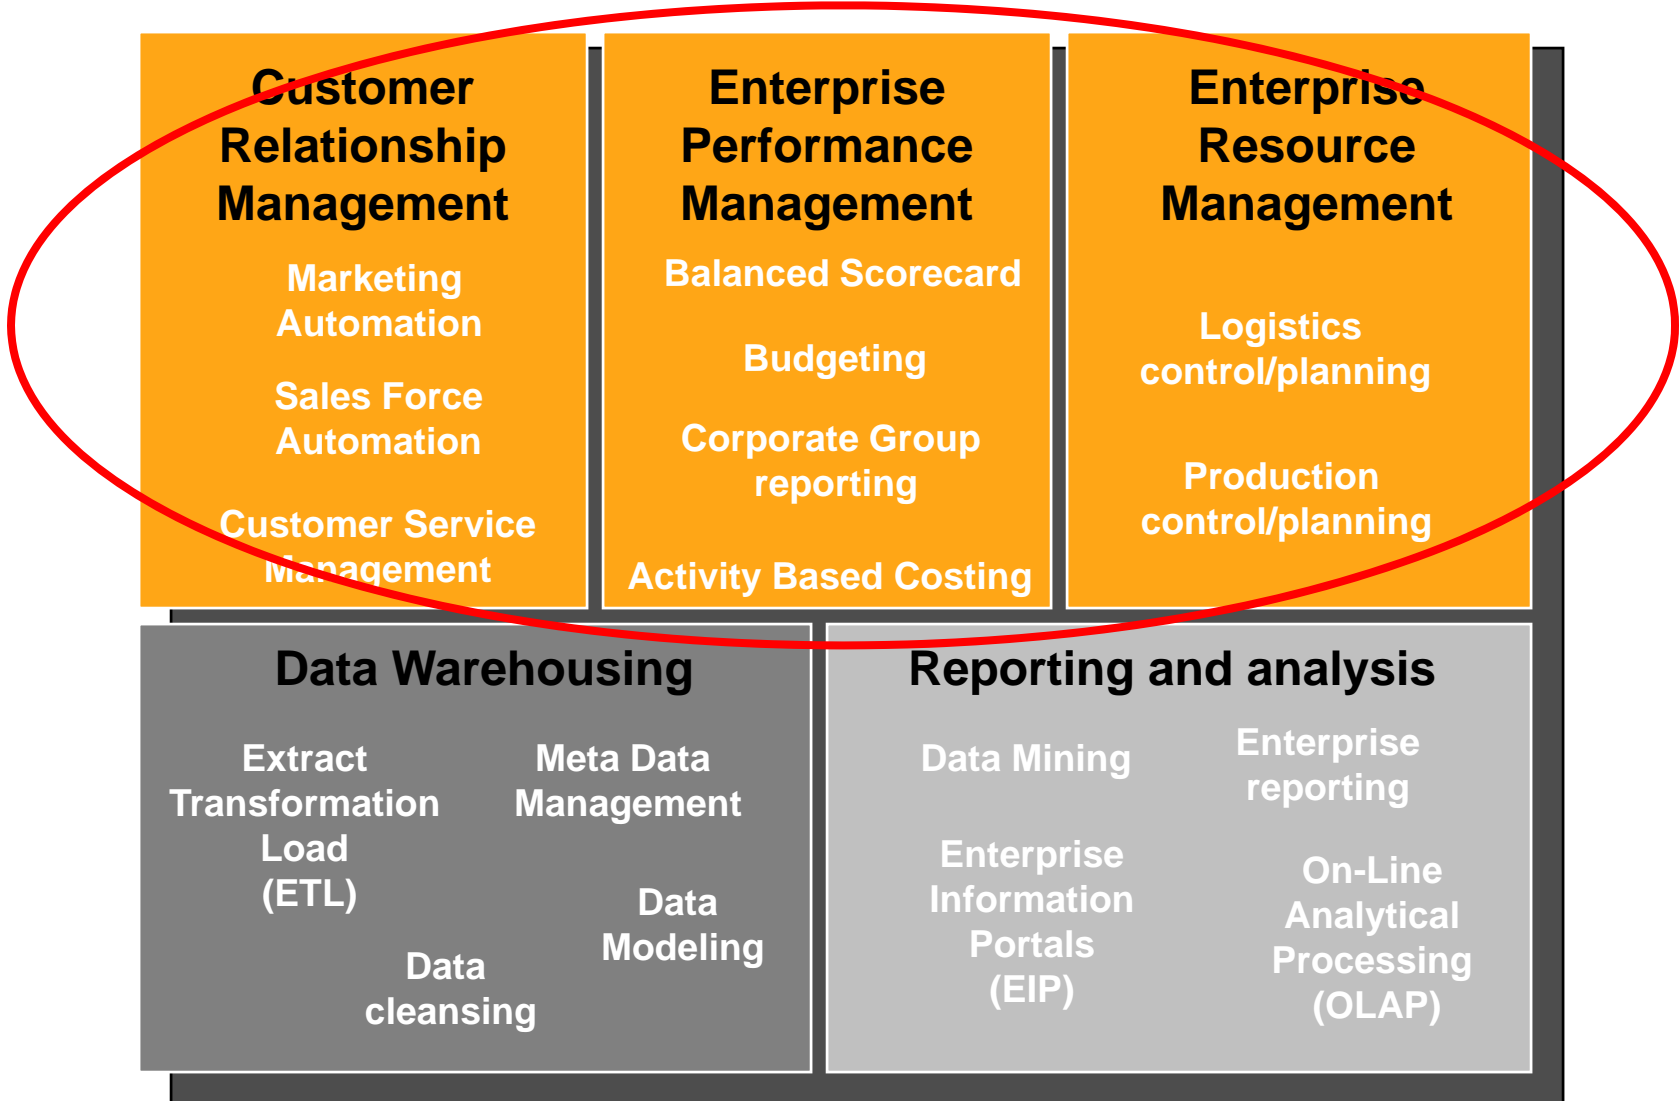 Customer
Relationship
Management
Marketing
Automation
Sales Force
Automation
Customer Service
Management
Enterprise
Performance
Management
Balanced Scorecard
Budgeting
Corporate Group
reporting
Activity Based Costing
Enterprise
Resource
Management
Logistics
control/planning
Production
control/planning
Data Warehousing
Extract
Transformation
Load
(ETL)
Meta Data
Management
Data
Modeling
Data
cleansing
Reporting and analysis
Data Mining
Enterprise
reporting
Enterprise
Information
Portals
(EIP)
On-Line
Analytical
Processing
(OLAP)